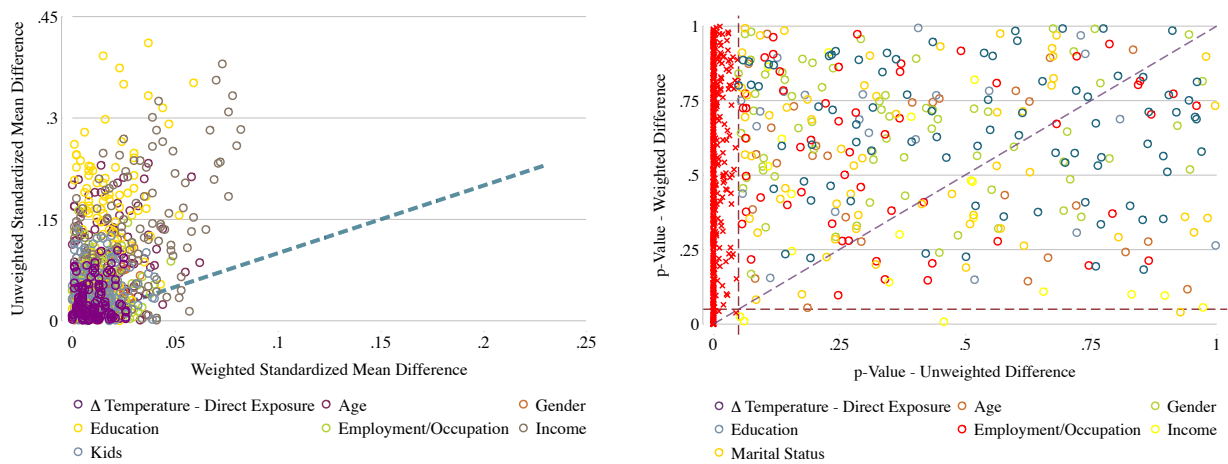 Unweighted Standardized Mean Difference
.45
.3
.15
0
0
.05
.1
.15
.2
.25
Weighted Standardized Mean Difference
Δ Temperature - Direct Exposure
Age
Gender
Education
Employment/Occupation
Income
Kids
p-Value - Weighted Difference
1
.75
.5
.25
0
0
.25
.5
.75
1
p-Value - Unweighted Difference
Δ Temperature - Direct Exposure
Age
Gender
Education
Employment/Occupation
Income
Marital Status